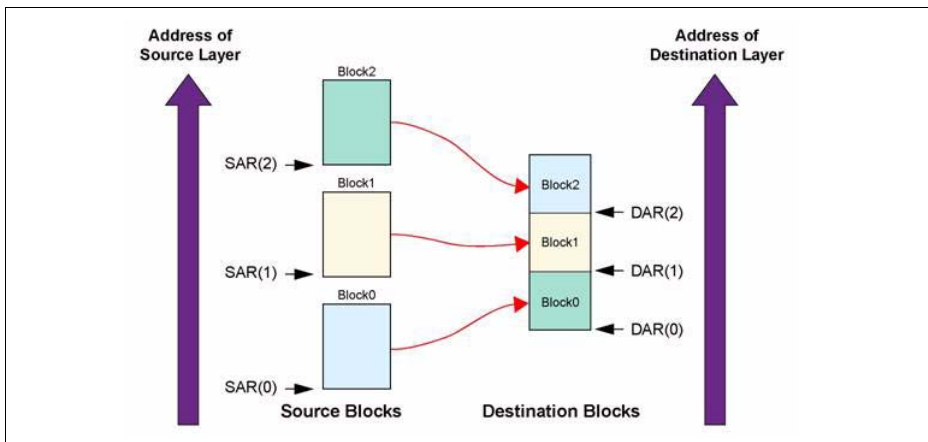 Address of
Source Layer
Address of
Destination Layer
Block2
SAR(2)
Block1
Block2
DAR(2)
Block1
SAR(1)
DAR(1)
Block0
Block0
DAR(0)
SAR(0)
Source Blocks
Destination Blocks